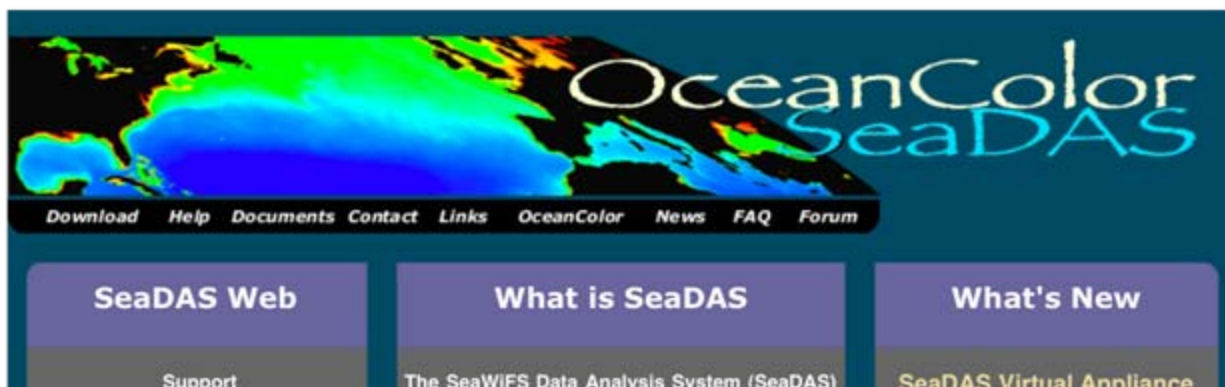 OceanColor
SeaDAS
Download Help Documents Contact Links OceanColor News FAQ Forum
SeaDAS Web
What is SeaDAS
What's New
Support
The SeaWiFS Data Analysis System (SeaDAS)
SeaDAS Virtual Appliance